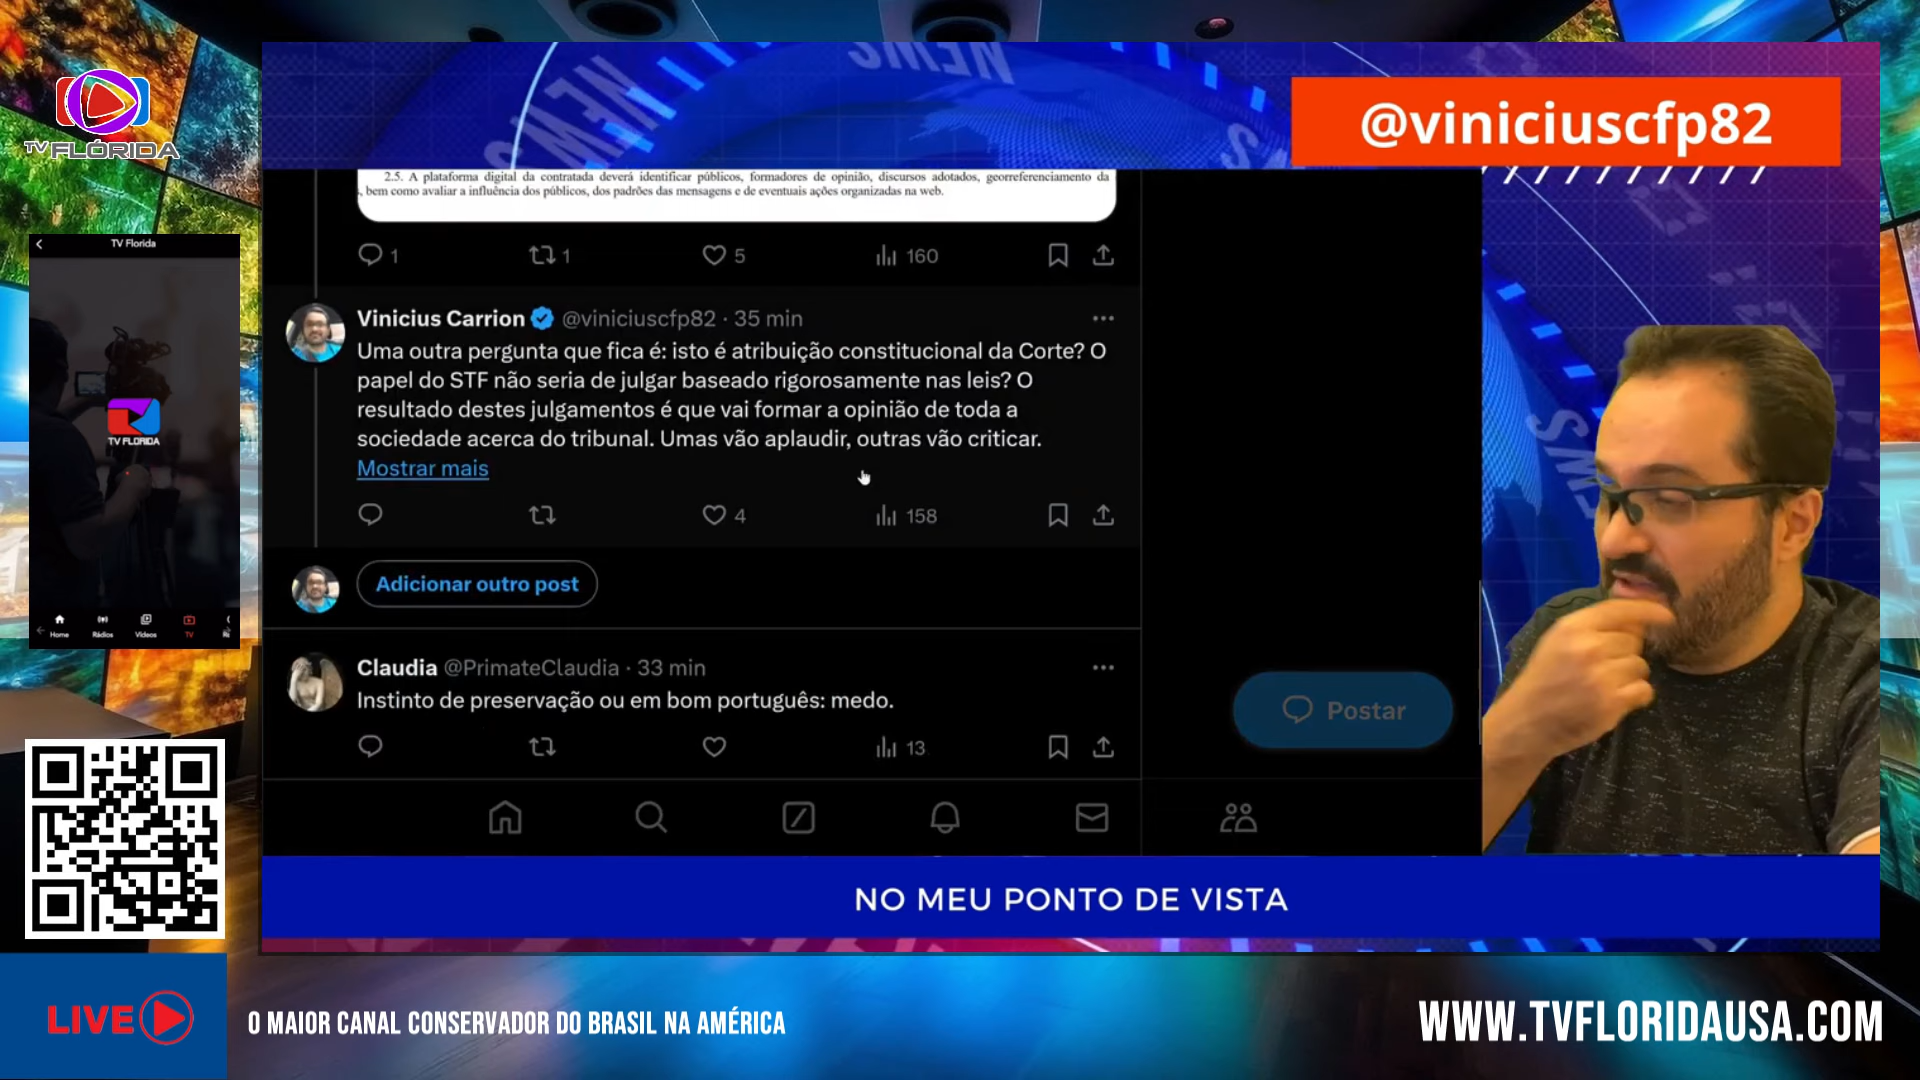 TV FLÓRIDA
NEWS
NEWS
@viniciuscfp82
TV Florida
TV FLORIDA
Home
Rádios
Vídeos
TV
2.5. A plataforma digital da contratada deverá identificar públicos, formadores de opinião, discursos adotados, georreferenciamento da
, bem como avaliar a influência dos públicos, dos padrões das mensagens e de eventuais ações organizadas na web.
1
1
5
160
Vinicius Carrion @viniciuscfp82 · 35 min
Uma outra pergunta que fica é: isto é atribuição constitucional da Corte? O
papel do STF não seria de julgar baseado rigorosamente nas leis? O
resultado destes julgamentos é que vai formar a opinião de toda a
sociedade acerca do tribunal. Umas vão aplaudir, outras vão criticar.
Mostrar mais
4
158
Adicionar outro post
Claudia @PrimateClaudia · 33 min
Instinto de preservação ou em bom português: medo.
13
Postar
NO MEU PONTO DE VISTA
LIVE
O MAIOR CANAL CONSERVADOR DO BRASIL NA AMÉRICA
WWW.TVFLORIDAUSA.COM